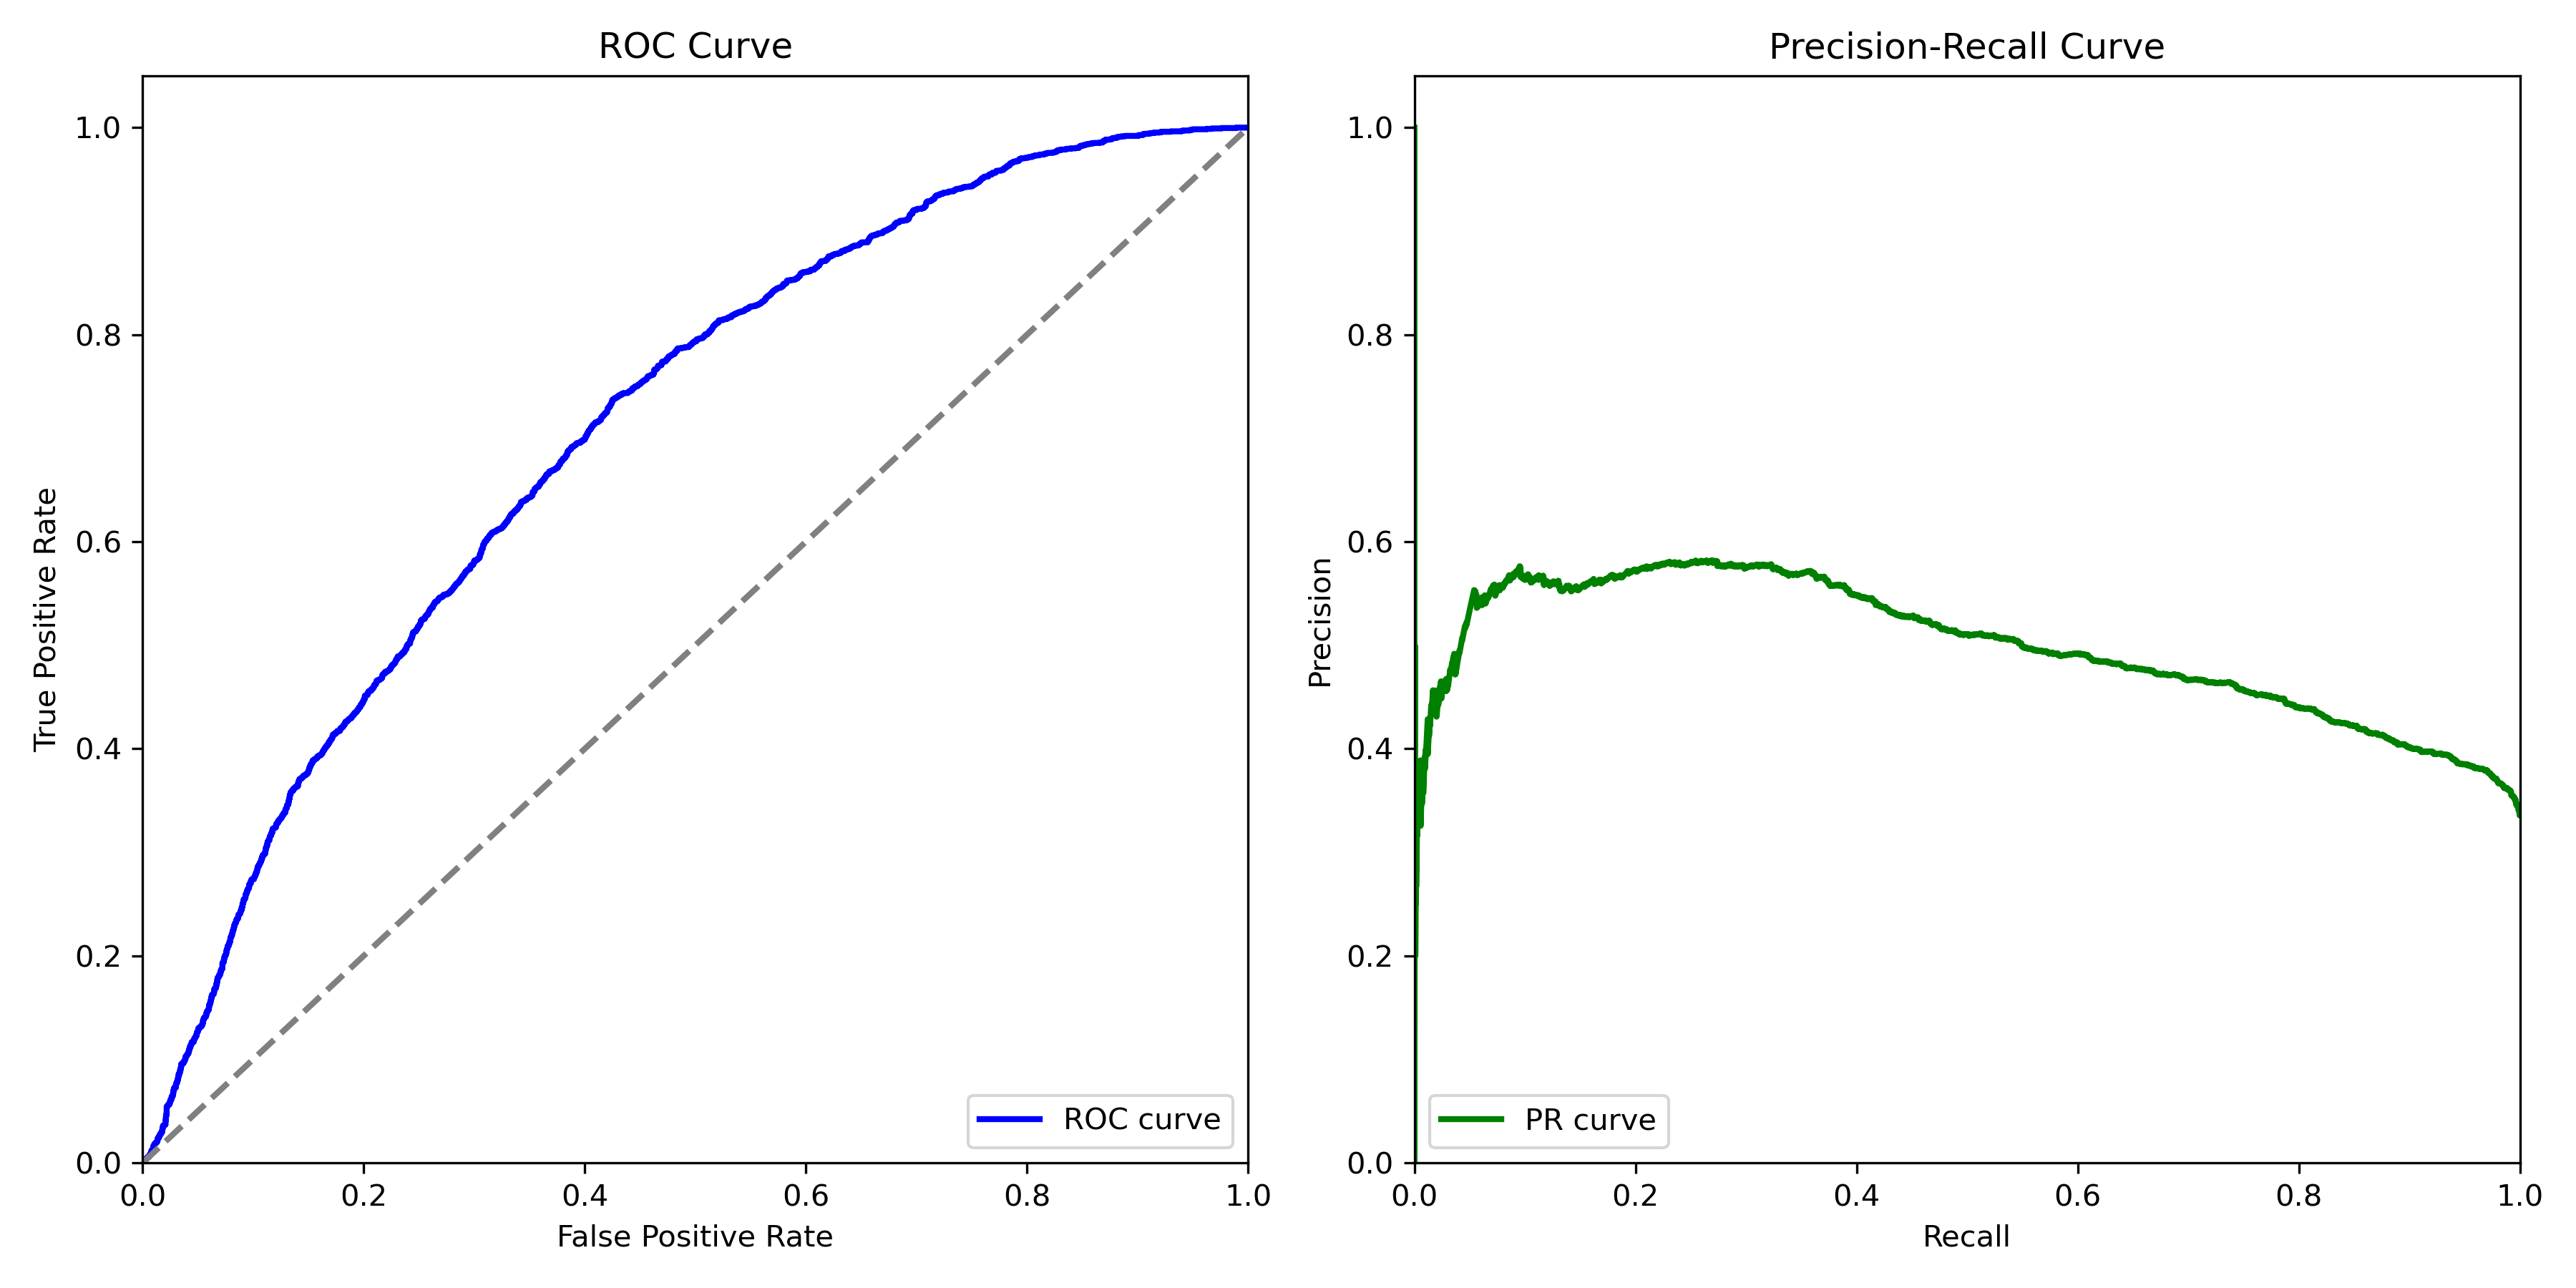 ROC Curve
1.0
0.8
0.6
0.4
0.2
0.0
True Positive Rate
0.0 0.2 0.4 0.6 0.8 1.0
False Positive Rate
ROC curve
Precision-Recall Curve
1.0
0.8
0.6
0.4
0.2
0.0
Precision
0.0 0.2 0.4 0.6 0.8 1.0
Recall
PR curve